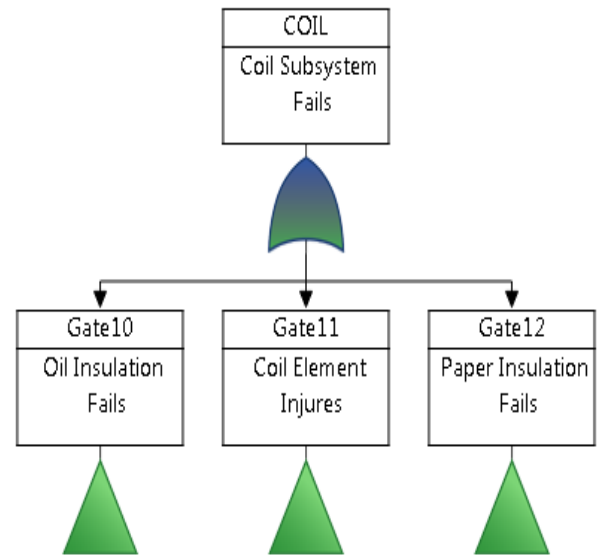 COIL
Coil Subsystem
Fails
Gate10
Oil Insulation
Fails
Gate11
Coil Element
Injures
Gate12
Paper Insulation
Fails